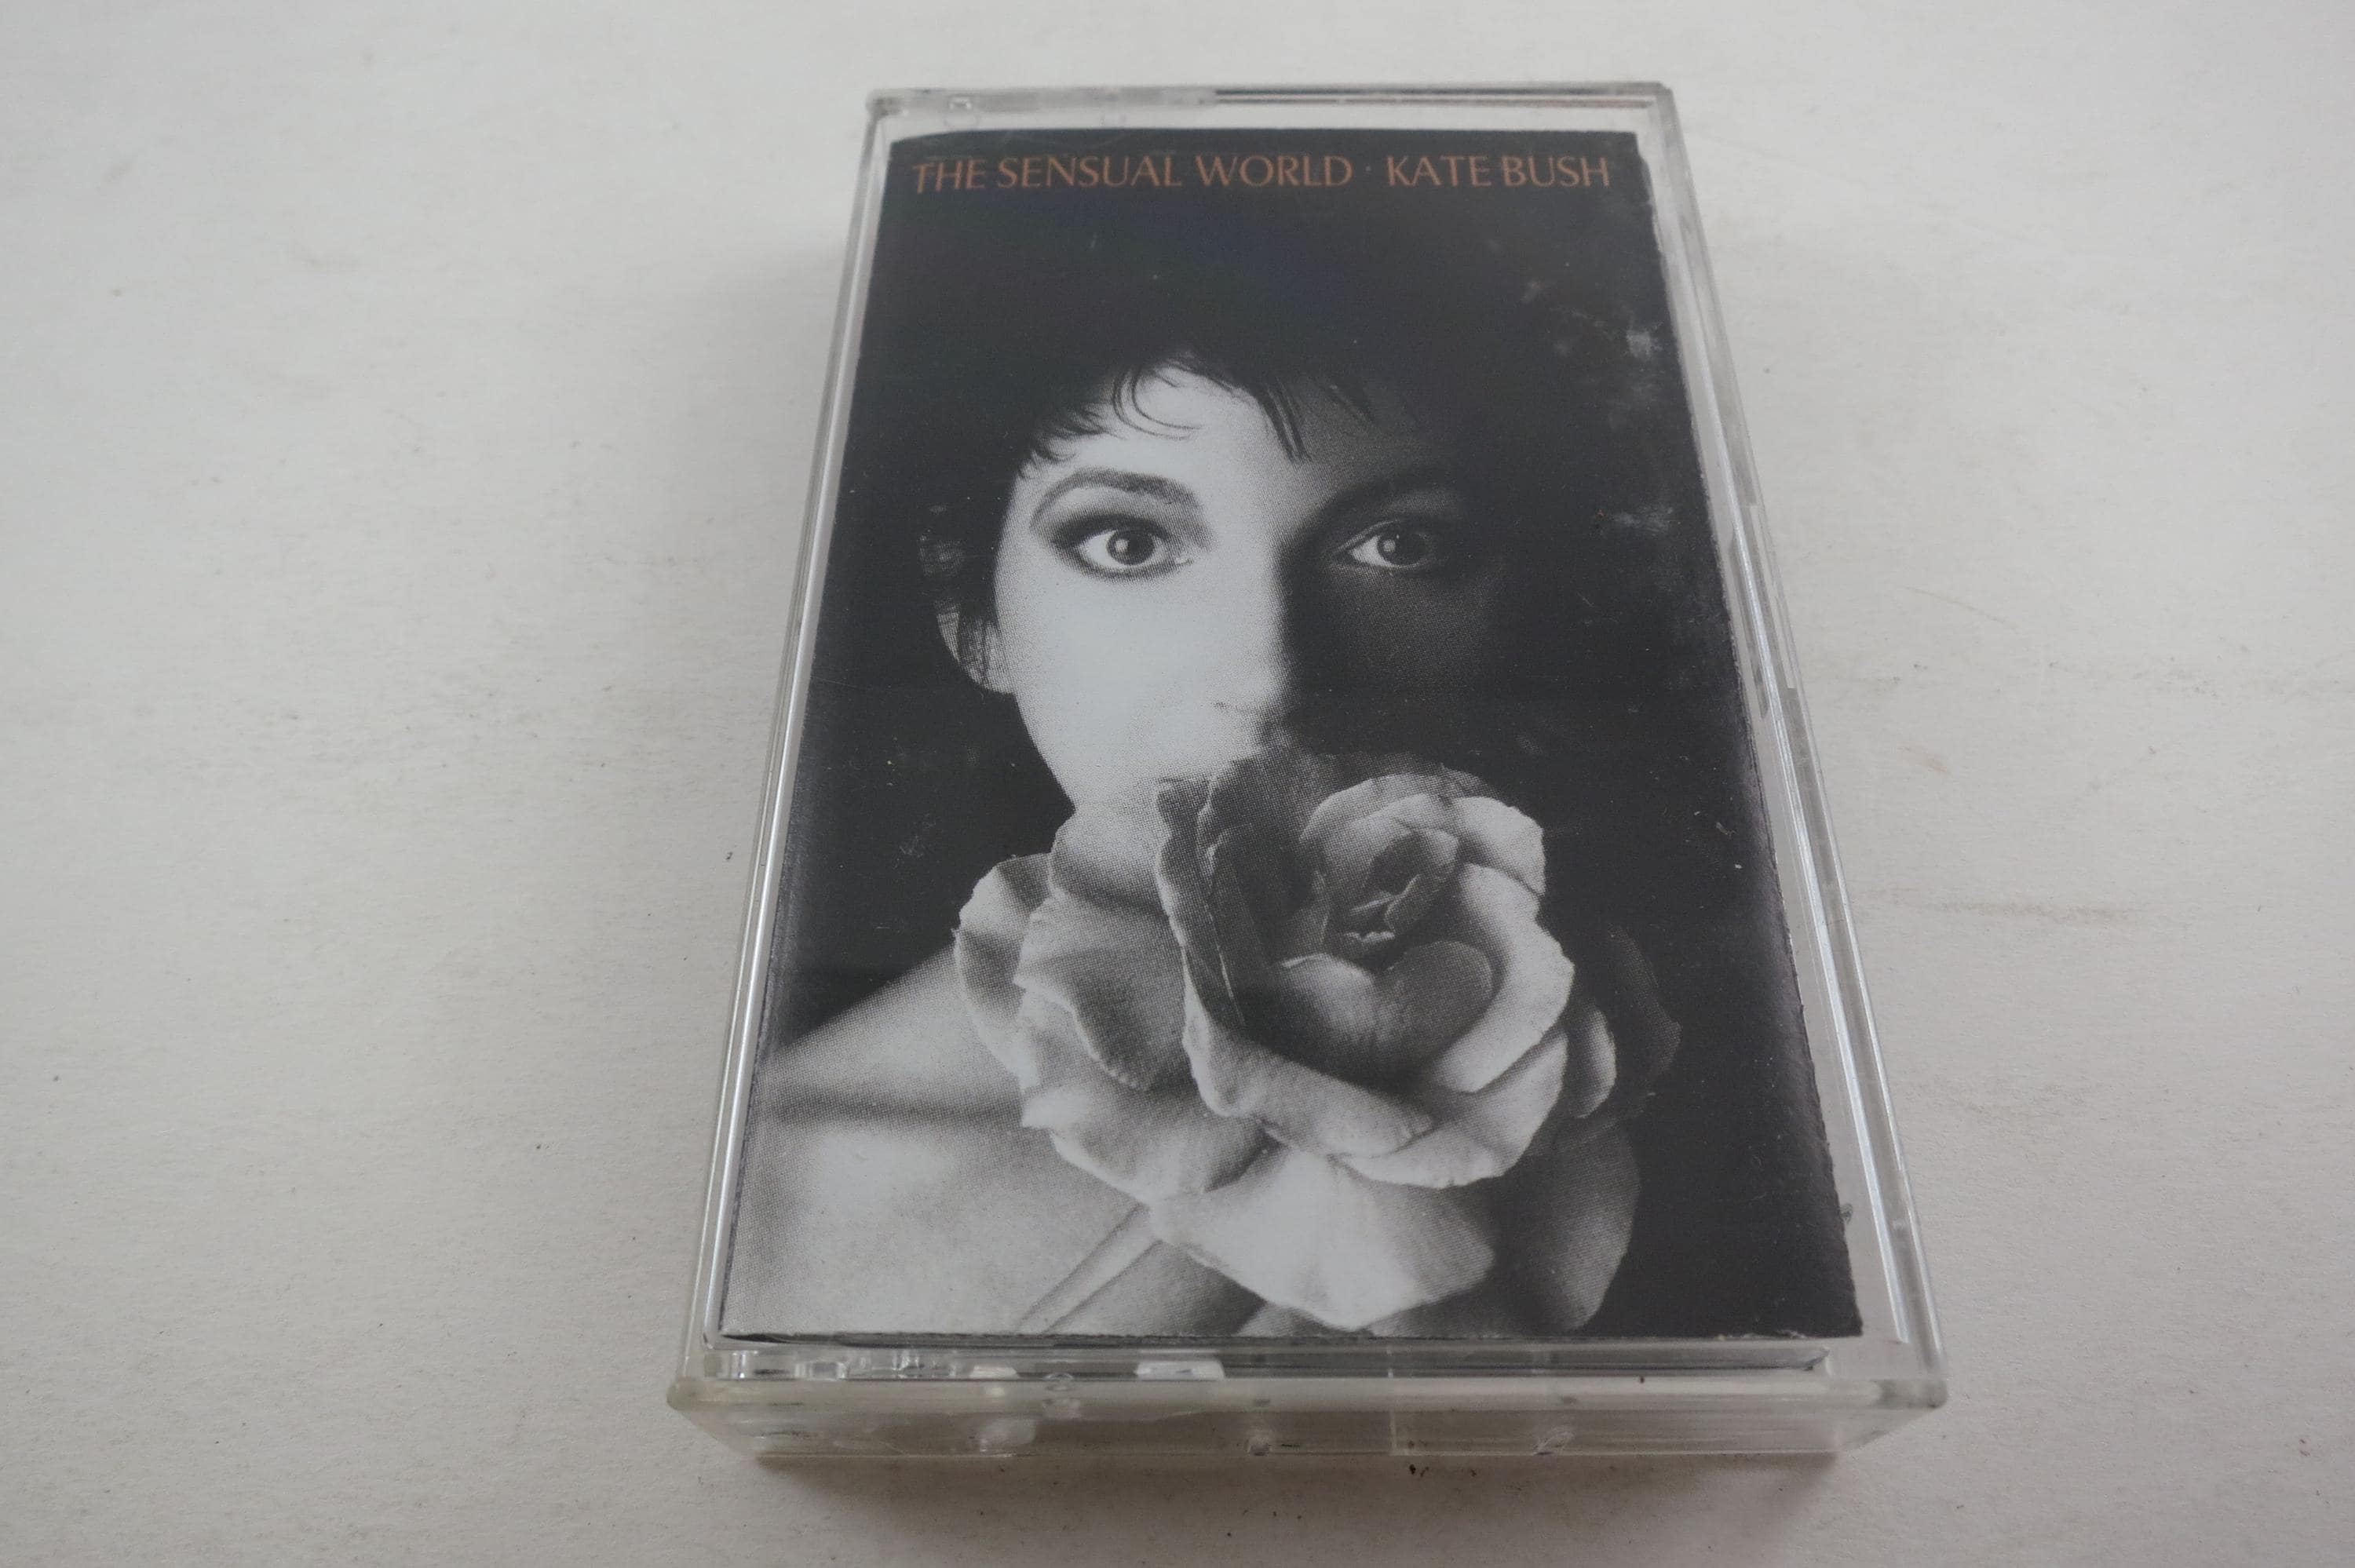 THE SENSUAL WORLD · KATE BUSH